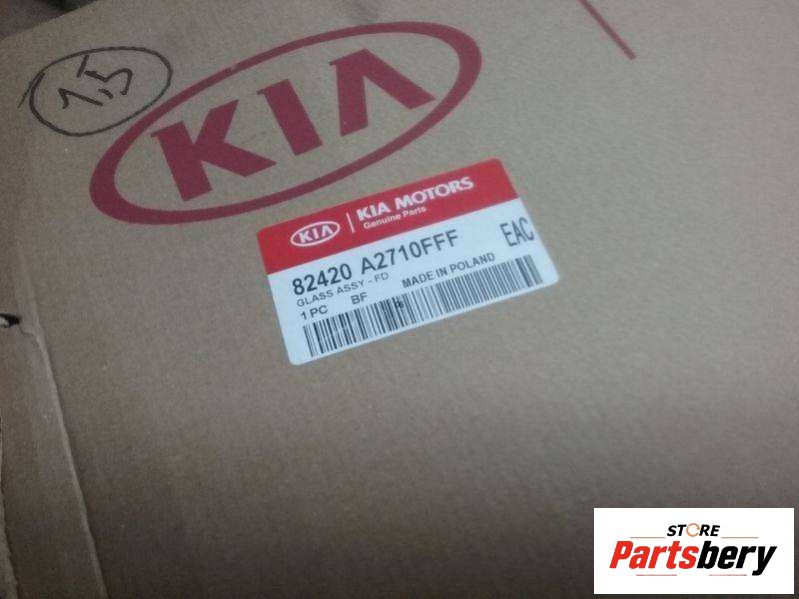 15
KIA
KIA
KIA MOTORS
Genuine Parts
82420 A2710FFF
EAC
GLASS ASSY - FD
MADE IN POLAND
1 PC BF
STORE
Partsbery